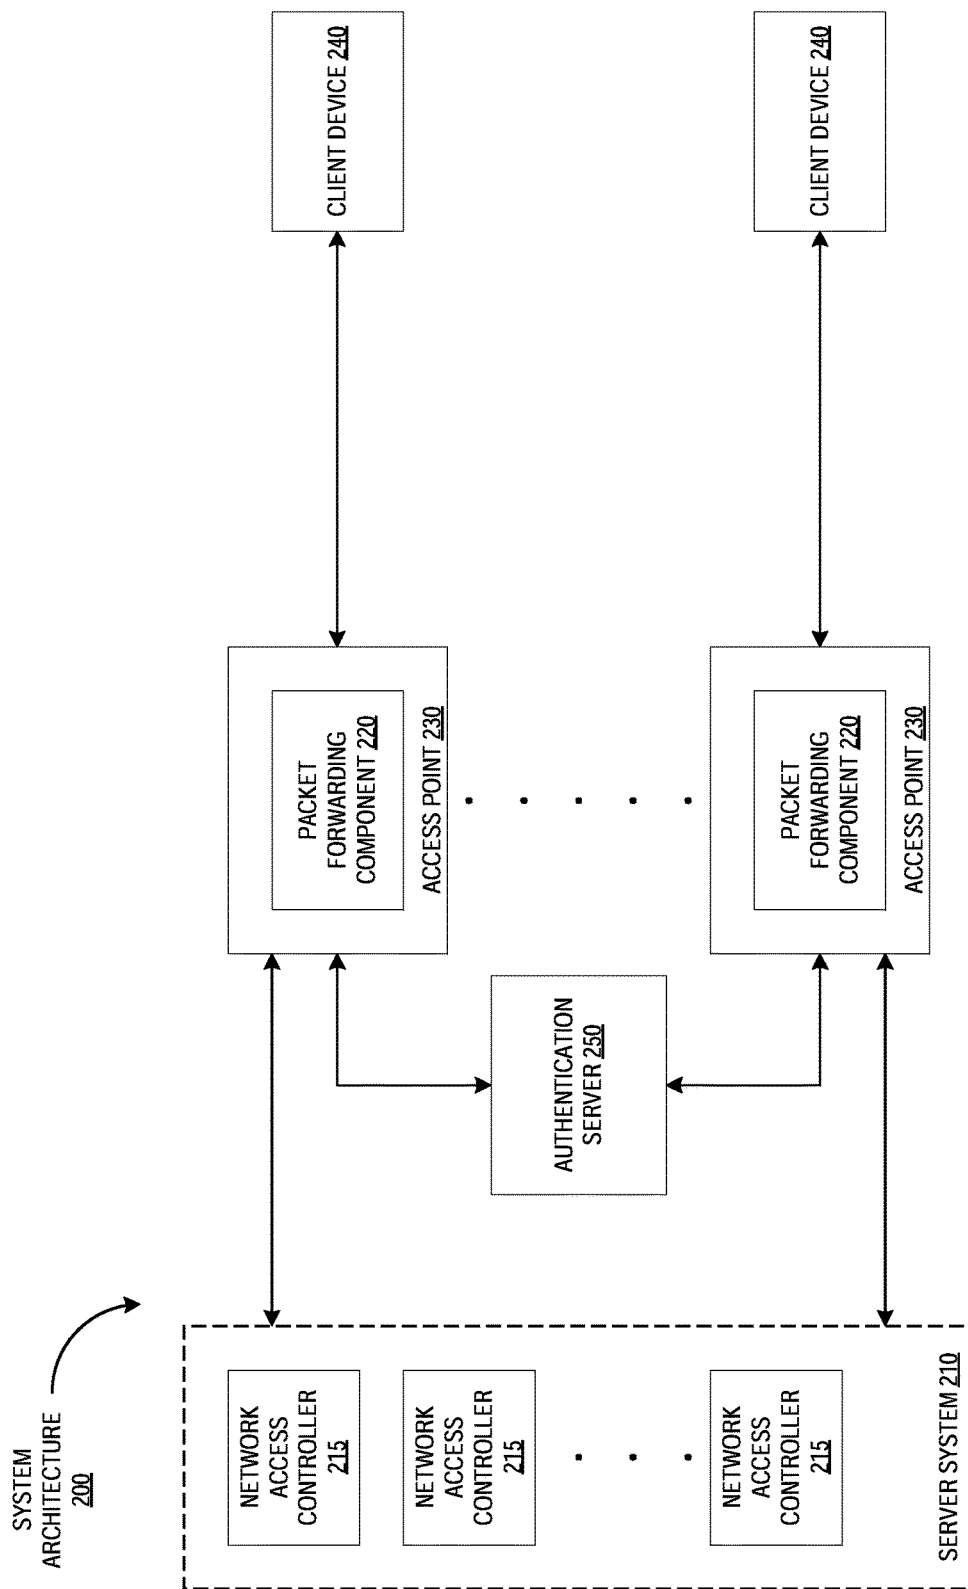 SYSTEM
ARCHITECTURE
200
NETWORK
ACCESS
CONTROLLER
215
NETWORK
ACCESS
CONTROLLER
215
NETWORK
ACCESS
CONTROLLER
215
SERVER SYSTEM 210
AUTHENTICATION
SERVER 250
PACKET
FORWARDING
COMPONENT 220
ACCESS POINT 230
PACKET
FORWARDING
COMPONENT 220
ACCESS POINT 230
CLIENT DEVICE 240
CLIENT DEVICE 240